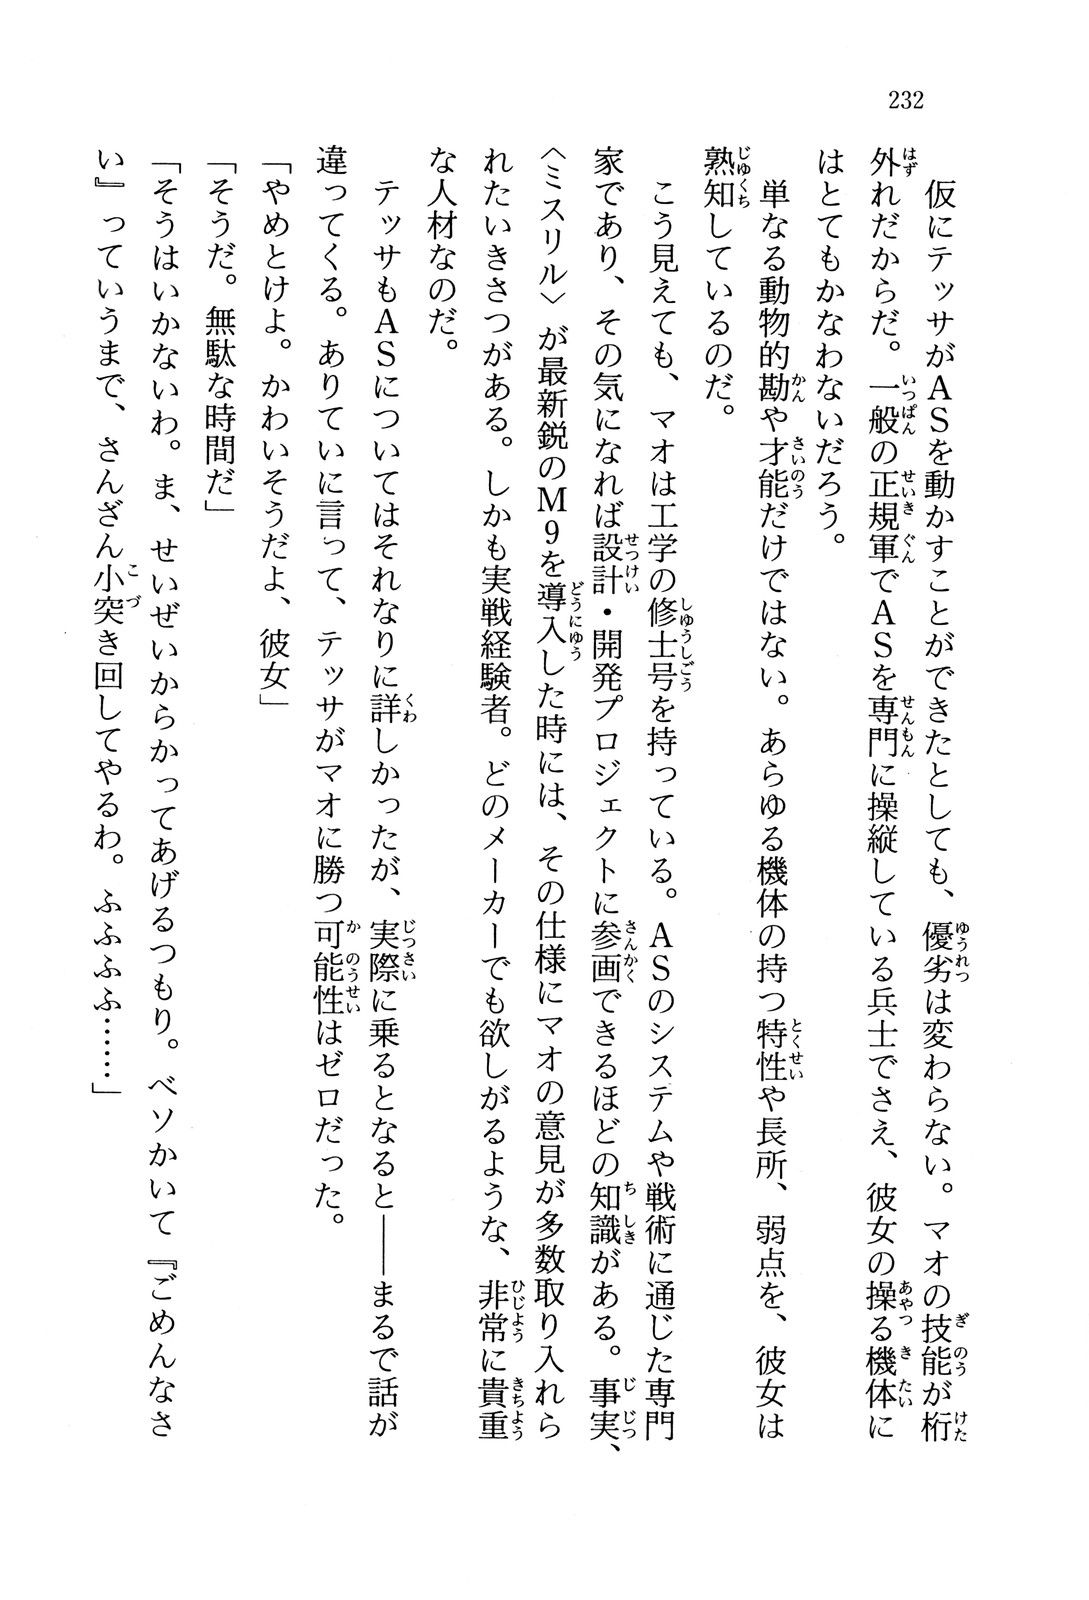 232
仮にテッサがＡＳを動かすことができたとしても、優劣は変わらない。マオの技能が桁
外れだからだ。一般の正規軍でＡＳを専門に操縦している兵士でさえ、彼女の操る機体に
はとてもかなわないだろう。
単なる動物的勘や才能だけではない。あらゆる機体の持つ特性や長所、弱点を、彼女は
熟知しているのだ。
こう見えても、マオは工学の修士号を持っている。ＡＳのシステムや戦術に通じた専門
家であり、その気になれば設計・開発プロジェクトに参画できるほどの知識がある。事実、
〈ミスリル〉が最新鋭のＭ９を導入した時には、その仕様にマオの意見が多数取り入れら
れたいきさつがある。しかも実戦経験者。どのメーカーでも欲しがるような、非常に貴重
な人材なのだ。
テッサもＡＳについてはそれなりに詳しかったが、実際に乗るとなると――まるで話が
違ってくる。ありていに言って、テッサがマオに勝つ可能性はゼロだった。
「やめとけよ。かわいそうだよ、彼女」
「そうだ。無駄な時間だ」
「そうはいかないわ。ま、せいぜいからかってあげるつもり。ベソかいて『ごめんなさ
い』っていうまで、さんざん小突き回してやるわ。ふふふふ……」